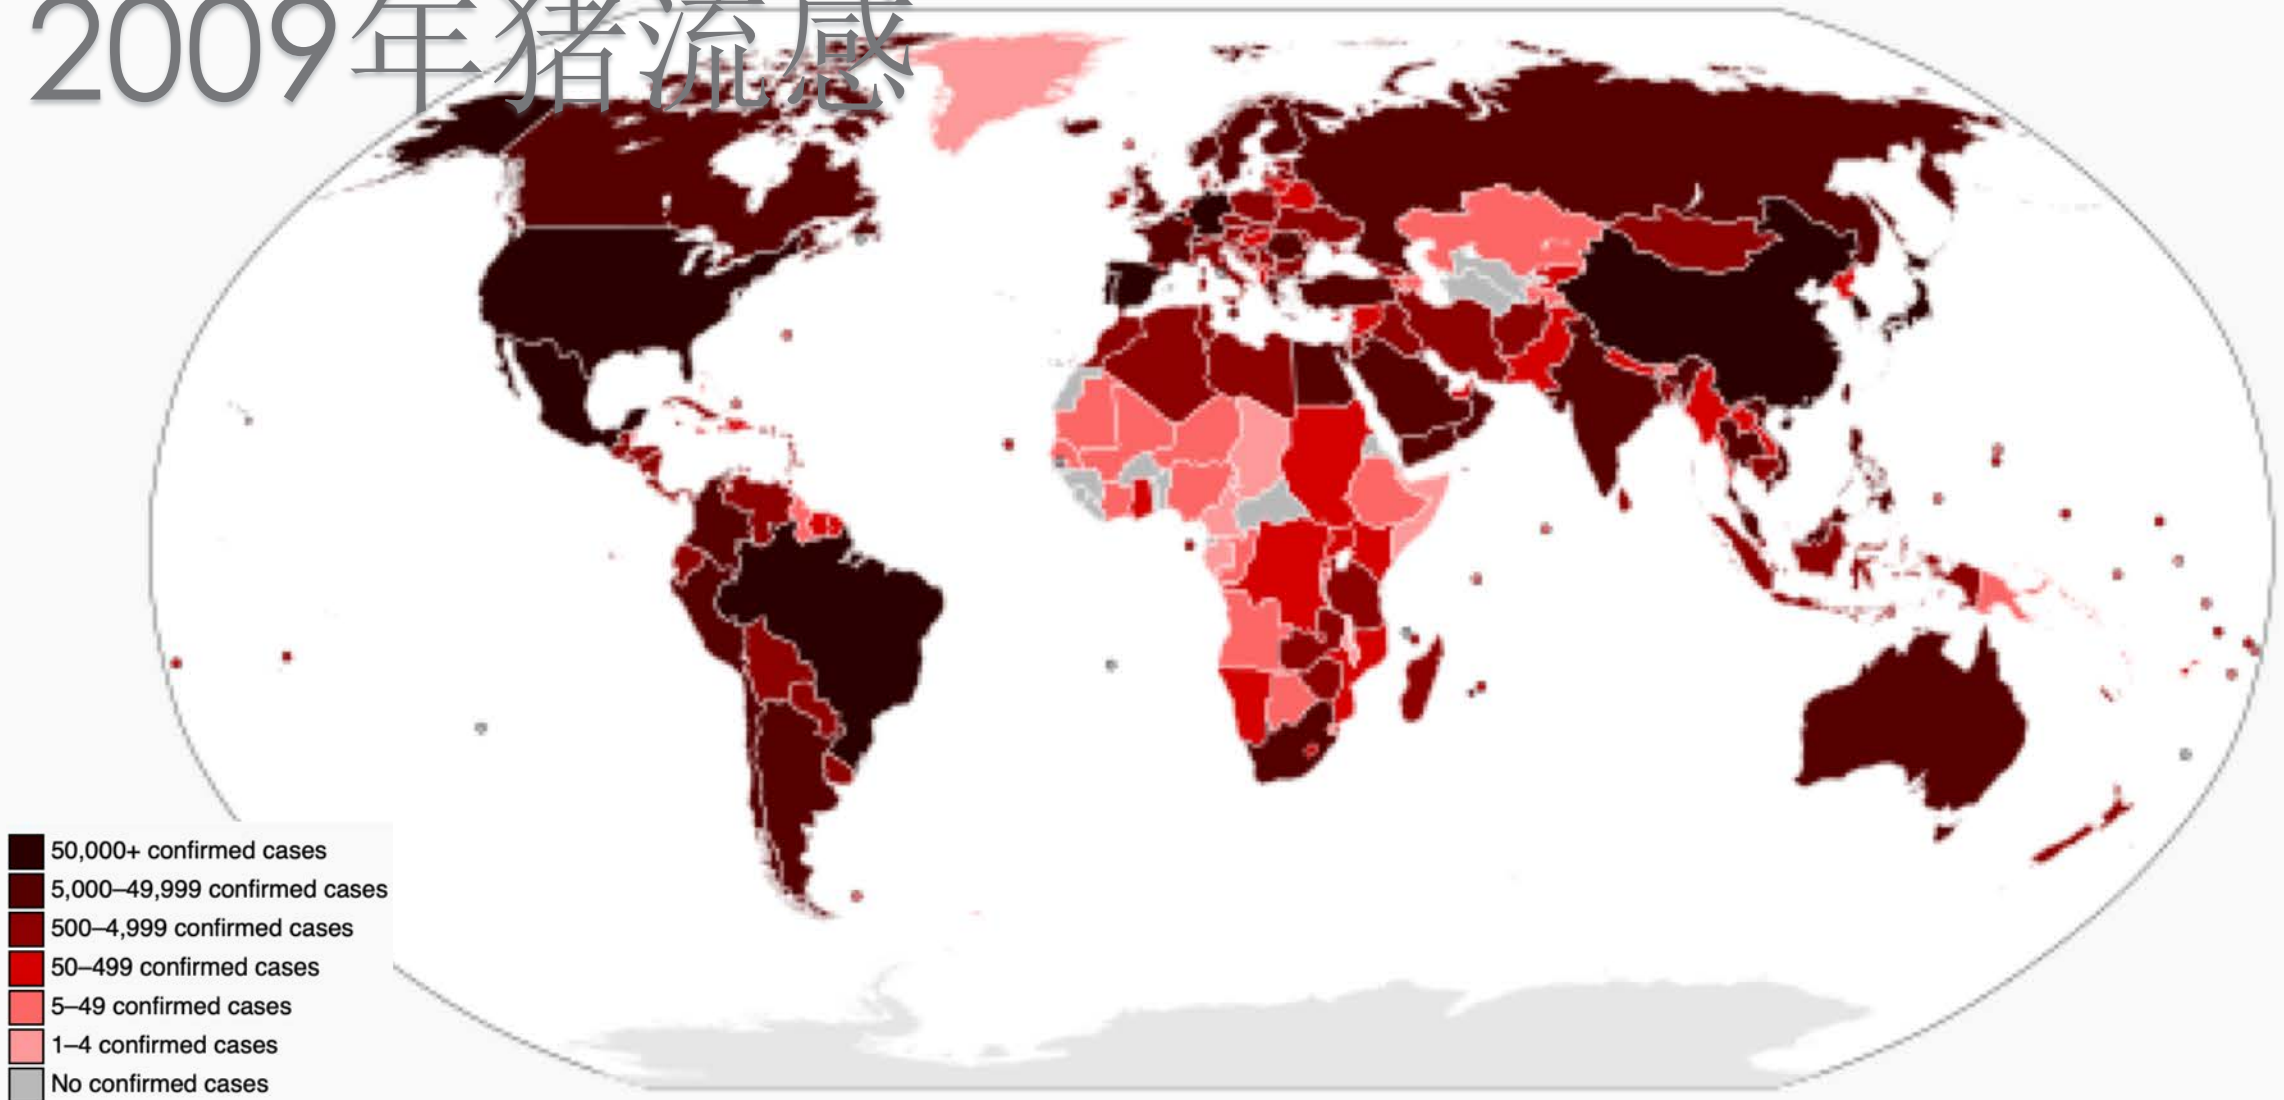 2009年猪流感
50,000+ confirmed cases
5,000–49,999 confirmed cases
500–4,999 confirmed cases
50–499 confirmed cases
5–49 confirmed cases
1–4 confirmed cases
No confirmed cases